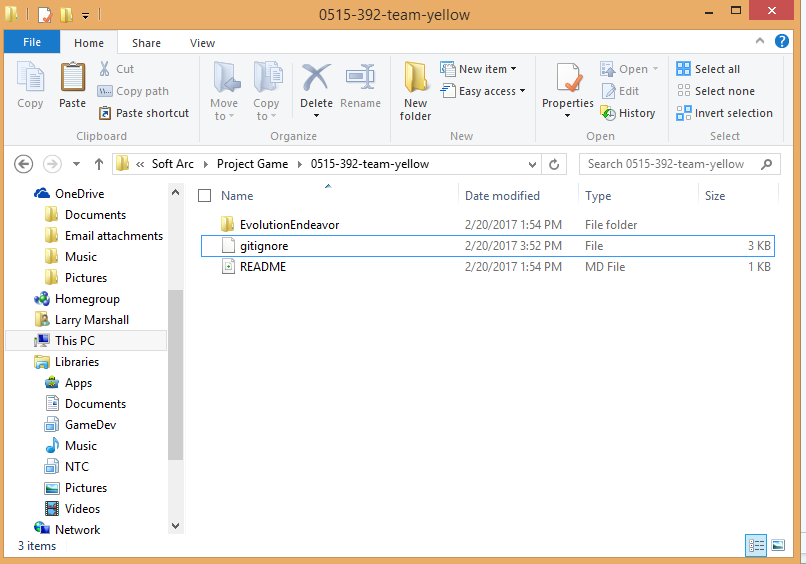 0515-392-team-yellow
File Home Share View
Copy
Paste
Cut
Copy path
Paste shortcut
Clipboard
Move to
Copy to
Delete
Rename
Organize
New folder
New item
Easy access
New
Properties
Open
Edit
History
Open
Select all
Select none
Invert selection
Select
« Soft Arc Project Game 0515-392-team-yellow
Search 0515-392-team-yellow
OneDrive
Documents
Email attachments
Music
Pictures
Homegroup
Larry Marshall
This PC
Libraries
Apps
Documents
GameDev
Music
NTC
Pictures
Videos
Network
Name Date modified Type Size
EvolutionEndeavor 2/20/2017 1:54 PM File folder
gitignore 2/20/2017 3:52 PM File 3 KB
README 2/20/2017 1:54 PM MD File 1 KB
3 items